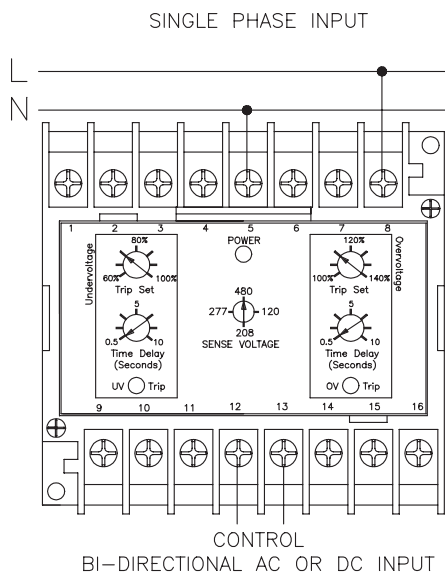 SINGLE PHASE INPUT
L
N
1 2 3 4 5 6 7 8
Undervoltage
80%
60% 100%
Trip Set
5
0.5 10
Time Delay
(Seconds)
UV Trip
POWER
480
277 120
208
SENSE VOLTAGE
Overvoltage
120%
100% 140%
Trip Set
5
0.5 10
Time Delay
(Seconds)
OV Trip
9 10 11 12 13 14 15 16
CONTROL
BI-DIRECTIONAL AC OR DC INPUT